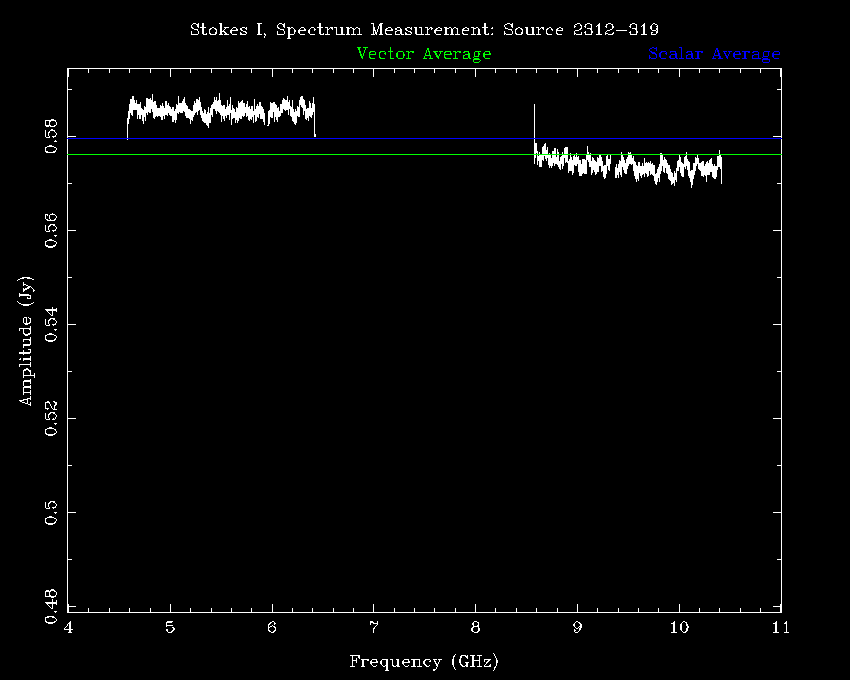 Stokes I, Spectrum Measurement: Source 2312-319
Vector Average Scalar Average
0.58
0.56
0.54
0.52
0.5
0.48
Amplitude (Jy)
4 5 6 7 8 9 10 11
Frequency (GHz)